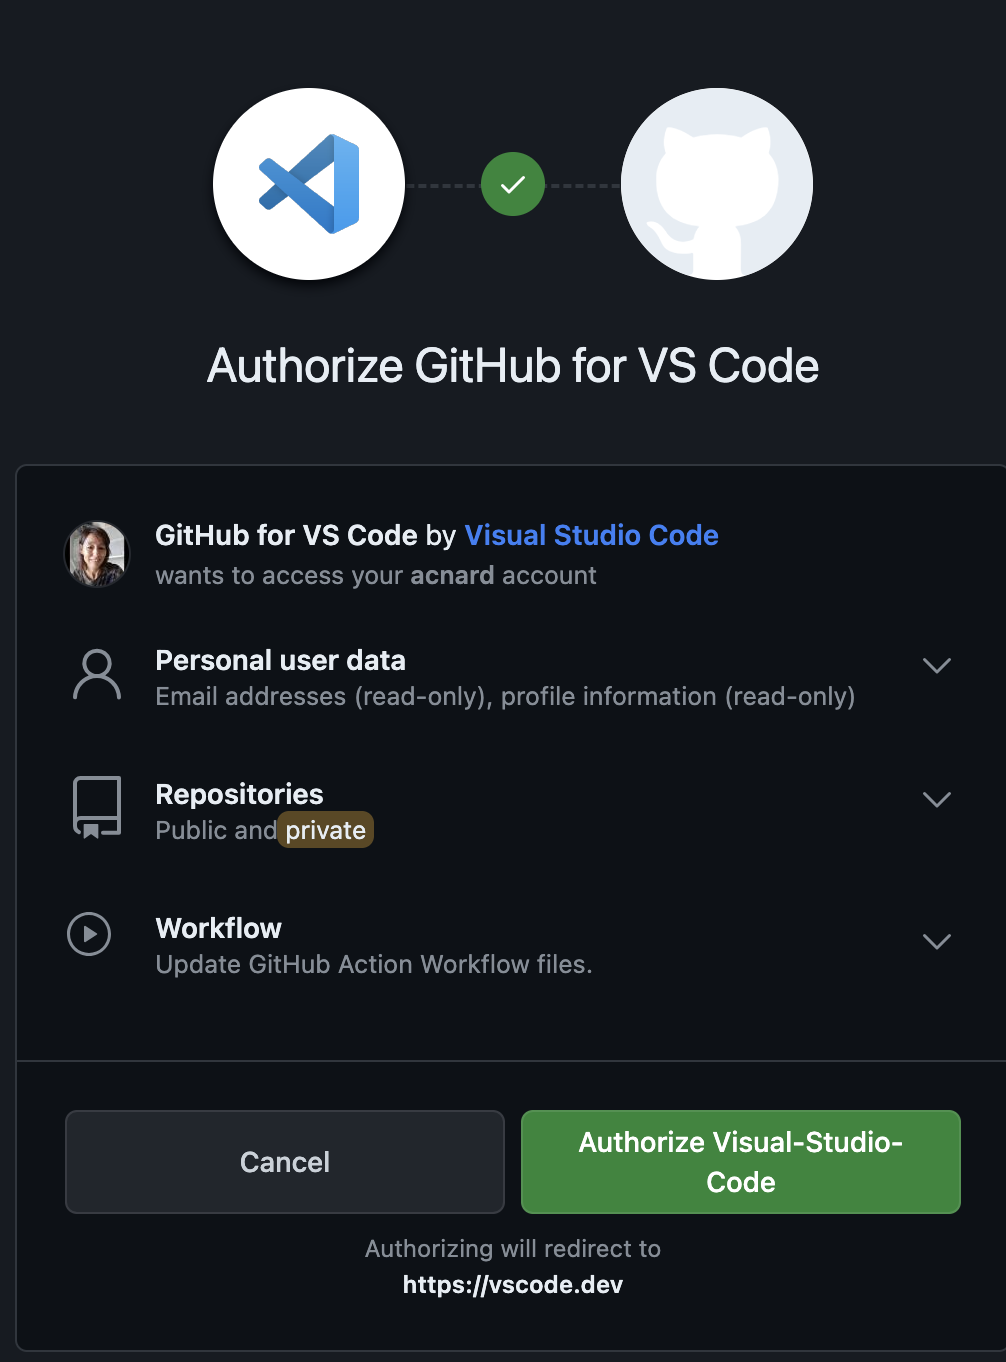 Authorize GitHub for VS Code
GitHub for VS Code by Visual Studio Code
wants to access your acnard account
Personal user data
Email addresses (read-only), profile information (read-only)
Repositories
Public and private
Workflow
Update GitHub Action Workflow files.
Cancel
Authorize Visual-Studio-
Code
Authorizing will redirect to
https://vscode.dev